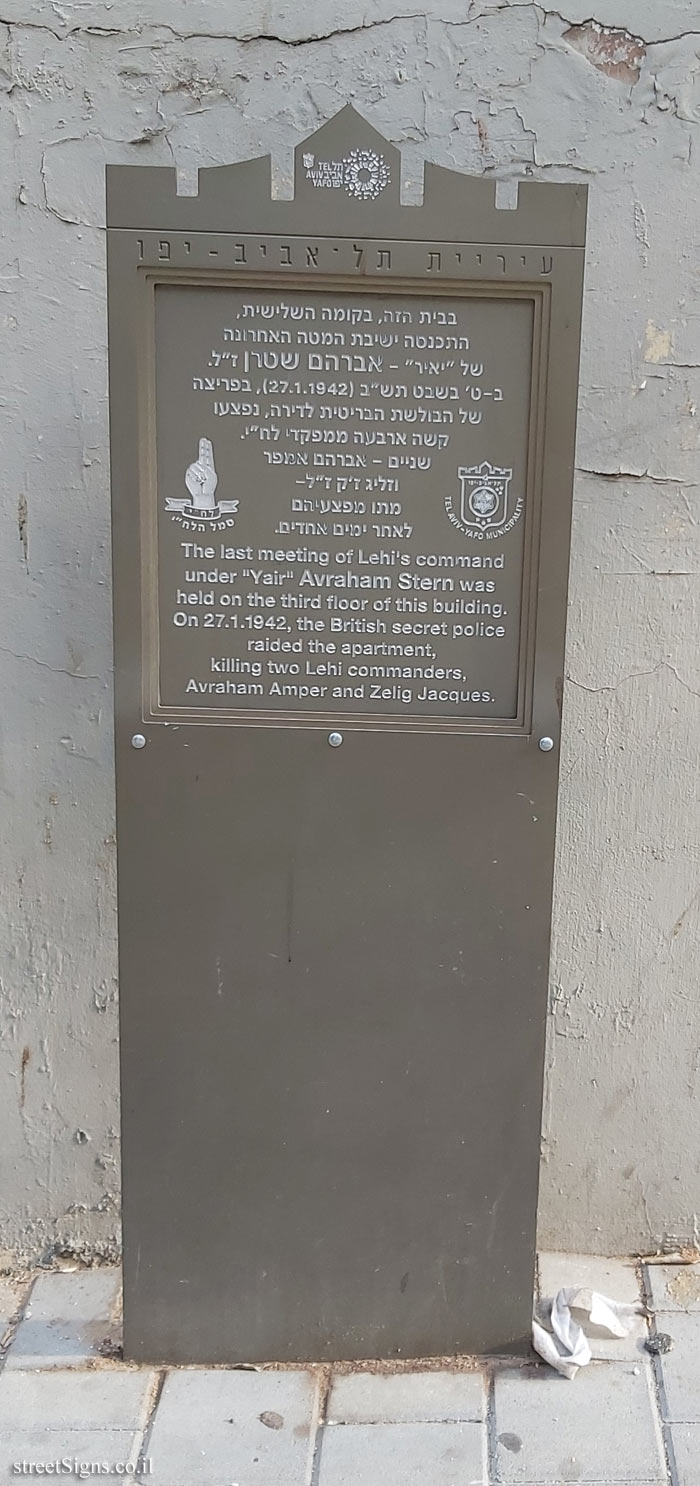 TEL
AVIV
YAFO
תל
אביב
יפו
עיריית תל־אביב-יפו
בבית הזה, בקומה השלישית,
התכנסה ישיבת המטה האחרונה
של "יאיר" - אברהם שטרן ז"ל.
ב-ט' בשבט תש"ב (27.1.1942), בפריצה
של הבולשת הבריטית לדירה, נפצעו
קשה ארבעה ממפקדי לח"י.
שניים - אברהם אמפר
וזליג ז'ק ז"ל-
מתו מפצעיהם
לאחר ימים אחדים.
לח"י
סמל הלח"י
תל-אביב-יפו
TEL AVIV-YAFO MUNICIPALITY
The last meeting of Lehi's command
under "Yair" Avraham Stern was
held on the third floor of this building.
On 27.1.1942, the British secret police
raided the apartment,
killing two Lehi commanders,
Avraham Amper and Zelig Jacques.
streetSigns.co.il